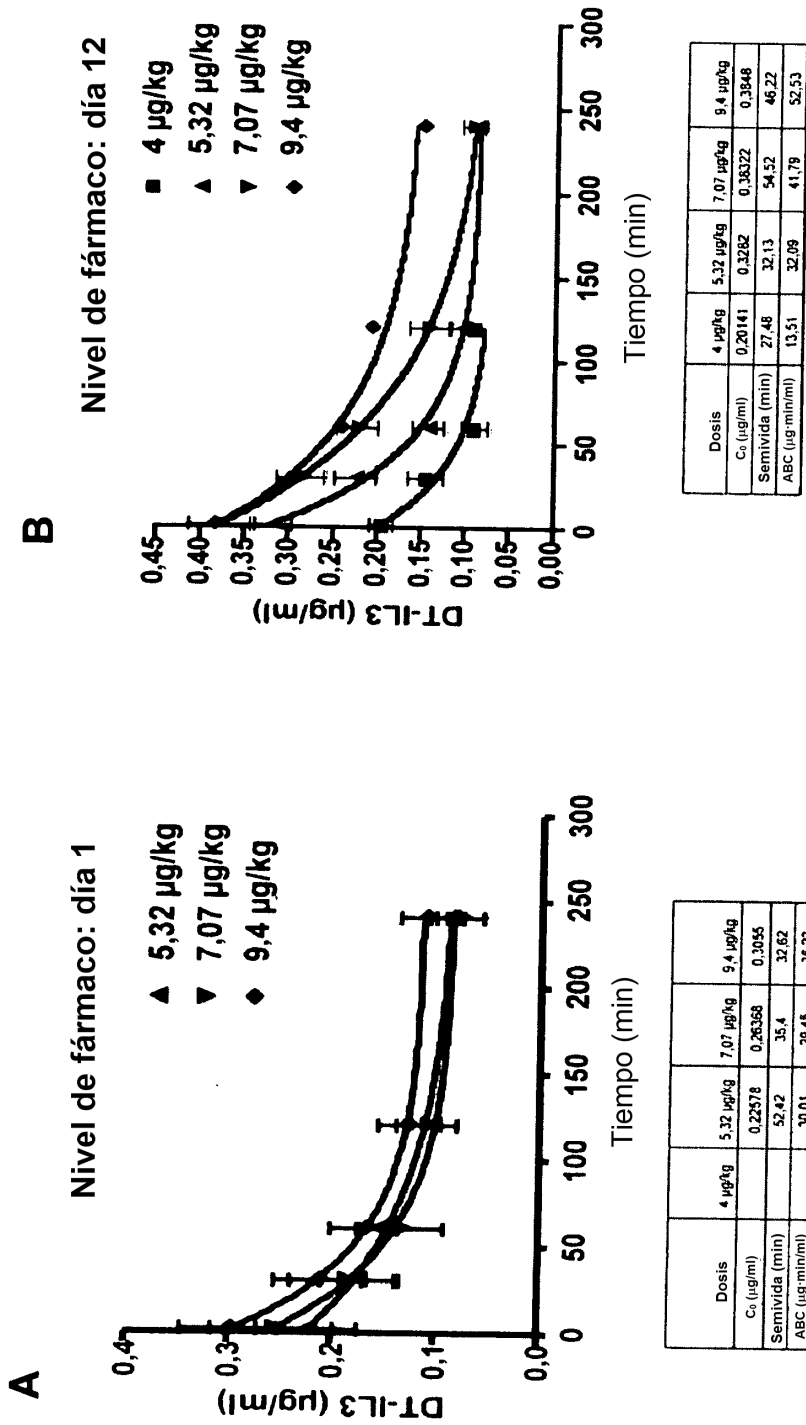 A
Nivel de fármaco: día 1
▲ 5,32 µg/kg
▼ 7,07 µg/kg
◆ 9,4 µg/kg
DT-IL3 (µg/ml)
0,4
0,3
0,2
0,1
0,0
0 50 100 150 200 250 300
Tiempo (min)
Dosis 4 µg/kg 5,32 µg/kg 7,07 µg/kg 9,4 µg/kg
C₀ (µg/ml) 0,22578 0,26368 0,3055
Semivida (min) 52,42 35,4 32,62
ABC (µg·min/ml)
B
Nivel de fármaco: día 12
■ 4 µg/kg
▲ 5,32 µg/kg
▼ 7,07 µg/kg
◆ 9,4 µg/kg
DT-IL3 (µg/ml)
0,45
0,40
0,35
0,30
0,25
0,20
0,15
0,10
0,05
0,00
0 50 100 150 200 250 300
Tiempo (min)
Dosis 4 µg/kg 5,32 µg/kg 7,07 µg/kg 9,4 µg/kg
C₀ (µg/ml) 0,20141 0,3282 0,38322 0,3848
Semivida (min) 27,48 32,13 54,52 46,22
ABC (µg·min/ml) 13,51 32,09 41,79 52,53